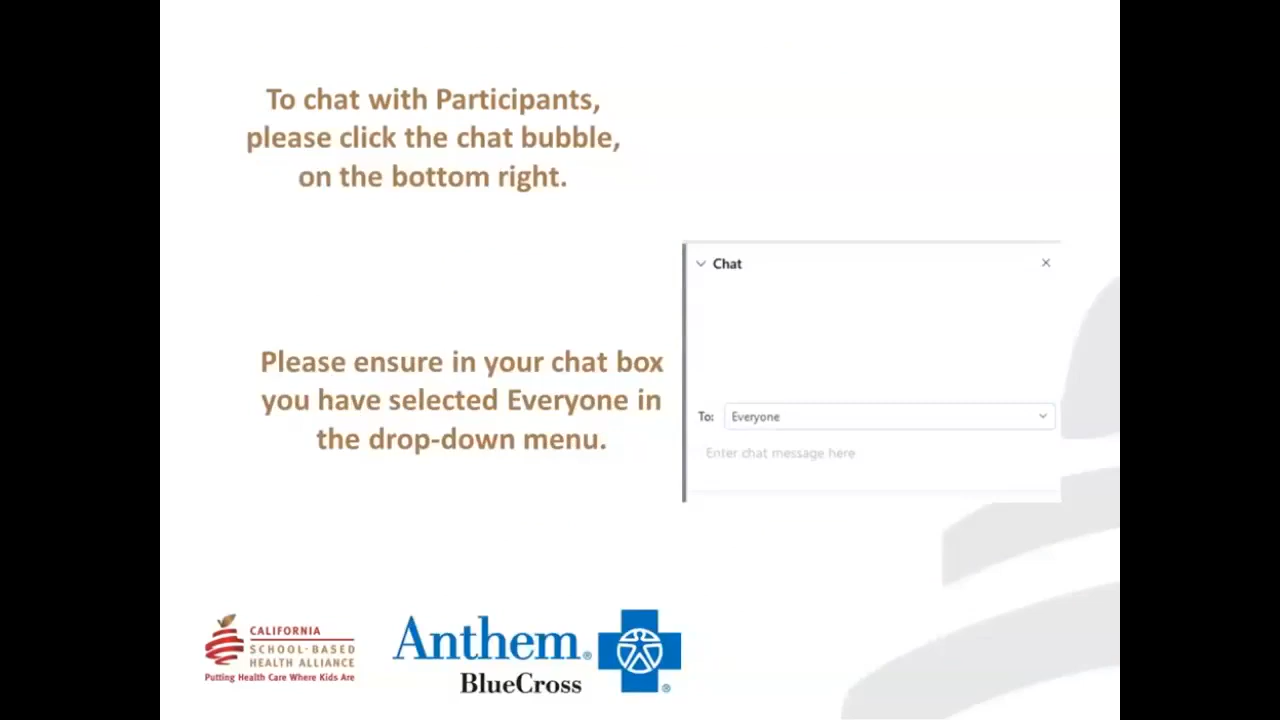 To chat with Participants,
please click the chat bubble,
on the bottom right.
Chat
Please ensure in your chat box
you have selected Everyone in
the drop-down menu.
To: Everyone
Enter chat message here
CALIFORNIA
SCHOOL-BASED
HEALTH ALLIANCE
Putting Health Care Where Kids Are
Anthem®
BlueCross
®